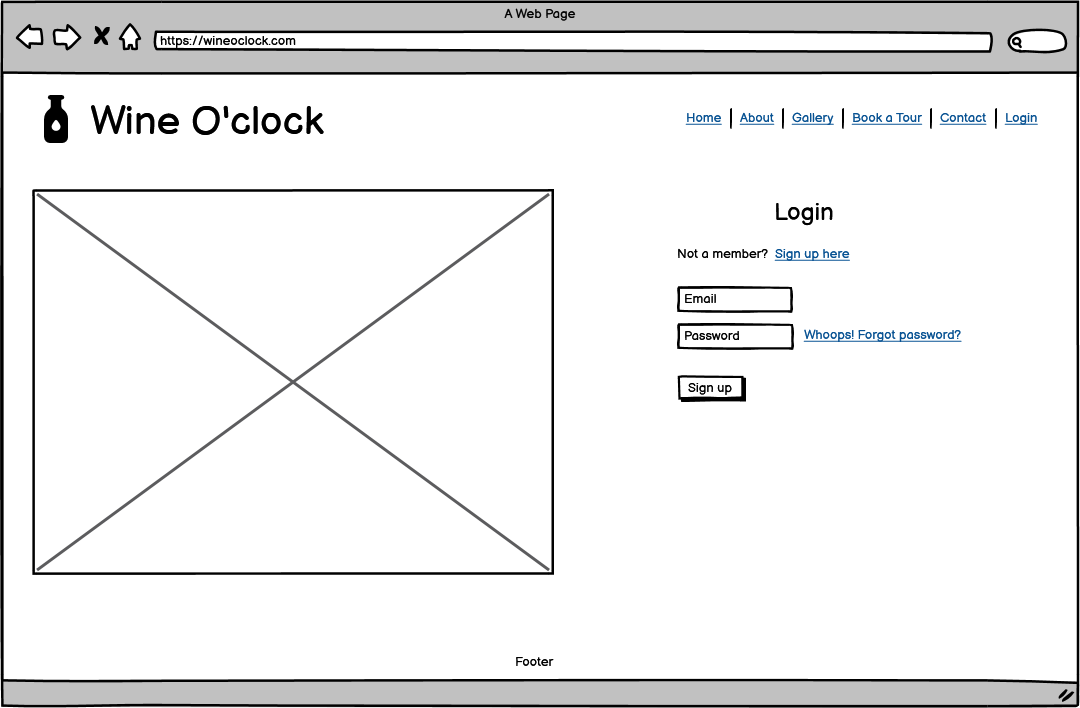 A Web Page
https://wineoclock.com
Wine O'clock
Home About Gallery Book a Tour Contact Login
Login
Not a member? Sign up here
Email
Password Whoops! Forgot password?
Sign up
Footer